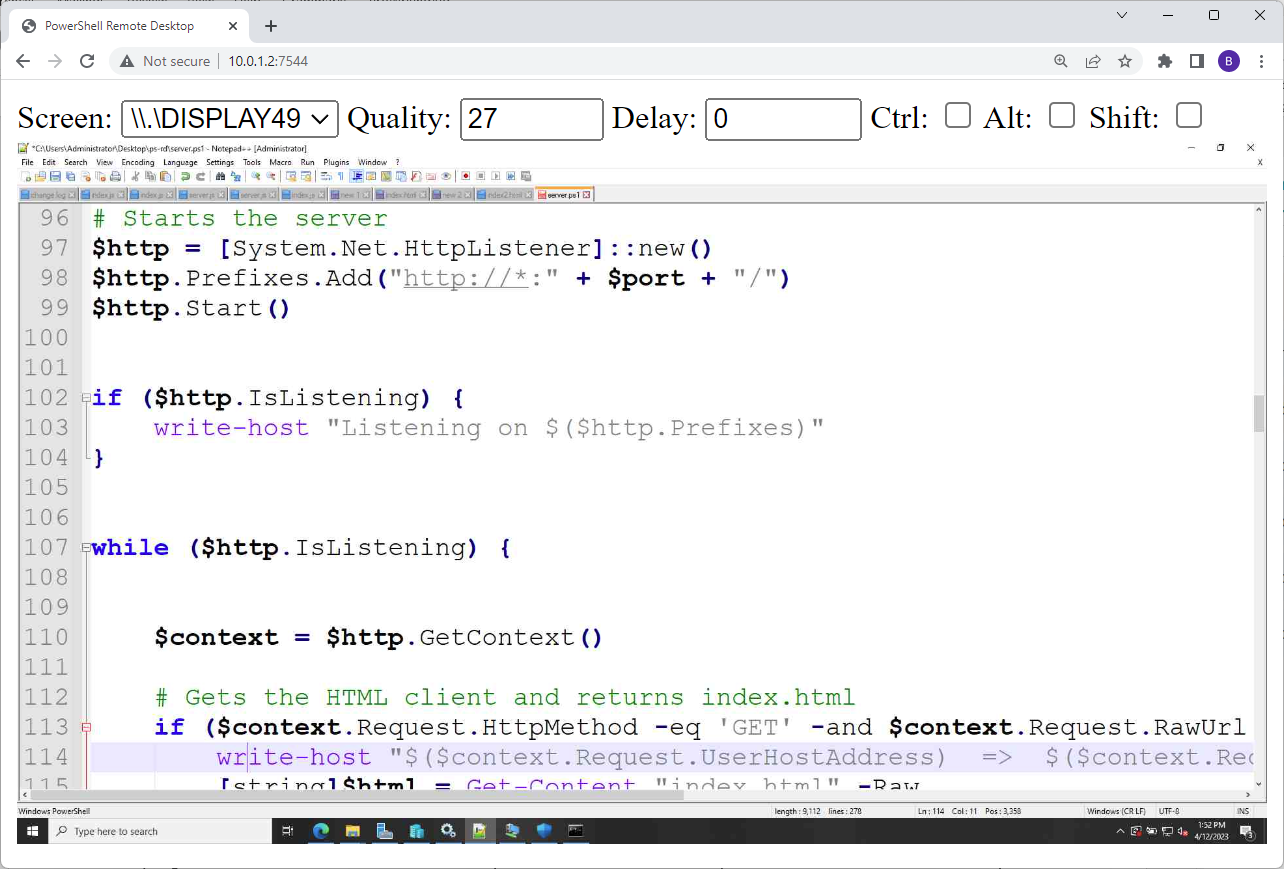 PowerShell Remote Desktop
Not secure 10.0.1.2:7544
B
Screen: \\.\DISPLAY49 Quality: 27 Delay: 0 Ctrl: Alt: Shift:
*C:\Users\Administrator\Desktop\ps-rd\server.ps1 - Notepad++ [Administrator]
File Edit Search View Encoding Language Settings Tools Macro Run Plugins Window ?
change log index.js index.js server.js server.js index.js new 1 index.html new 2 index2.html server.ps1
96 # Starts the server
97 $http = [System.Net.HttpListener]::new()
98 $http.Prefixes.Add("http://*:" + $port + "/")
99 $http.Start()
100
101
102 if ($http.IsListening) {
103 write-host "Listening on $($http.Prefixes)"
104 }
105
106
107 while ($http.IsListening) {
108
109
110 $context = $http.GetContext()
111
112 # Gets the HTML client and returns index.html
113 if ($context.Request.HttpMethod -eq 'GET' -and $context.Request.RawUrl
114 write-host "$($context.Request.UserHostAddress) => $($context.Rec
115 [string]$html = Get-Content "index.html" -Raw
Windows PowerShell length : 9,112 lines : 278 Ln : 114 Col : 11 Pos : 3,358 Windows (CR LF) UTF-8 INS
Type here to search 1:52 PM
4/12/2023 3